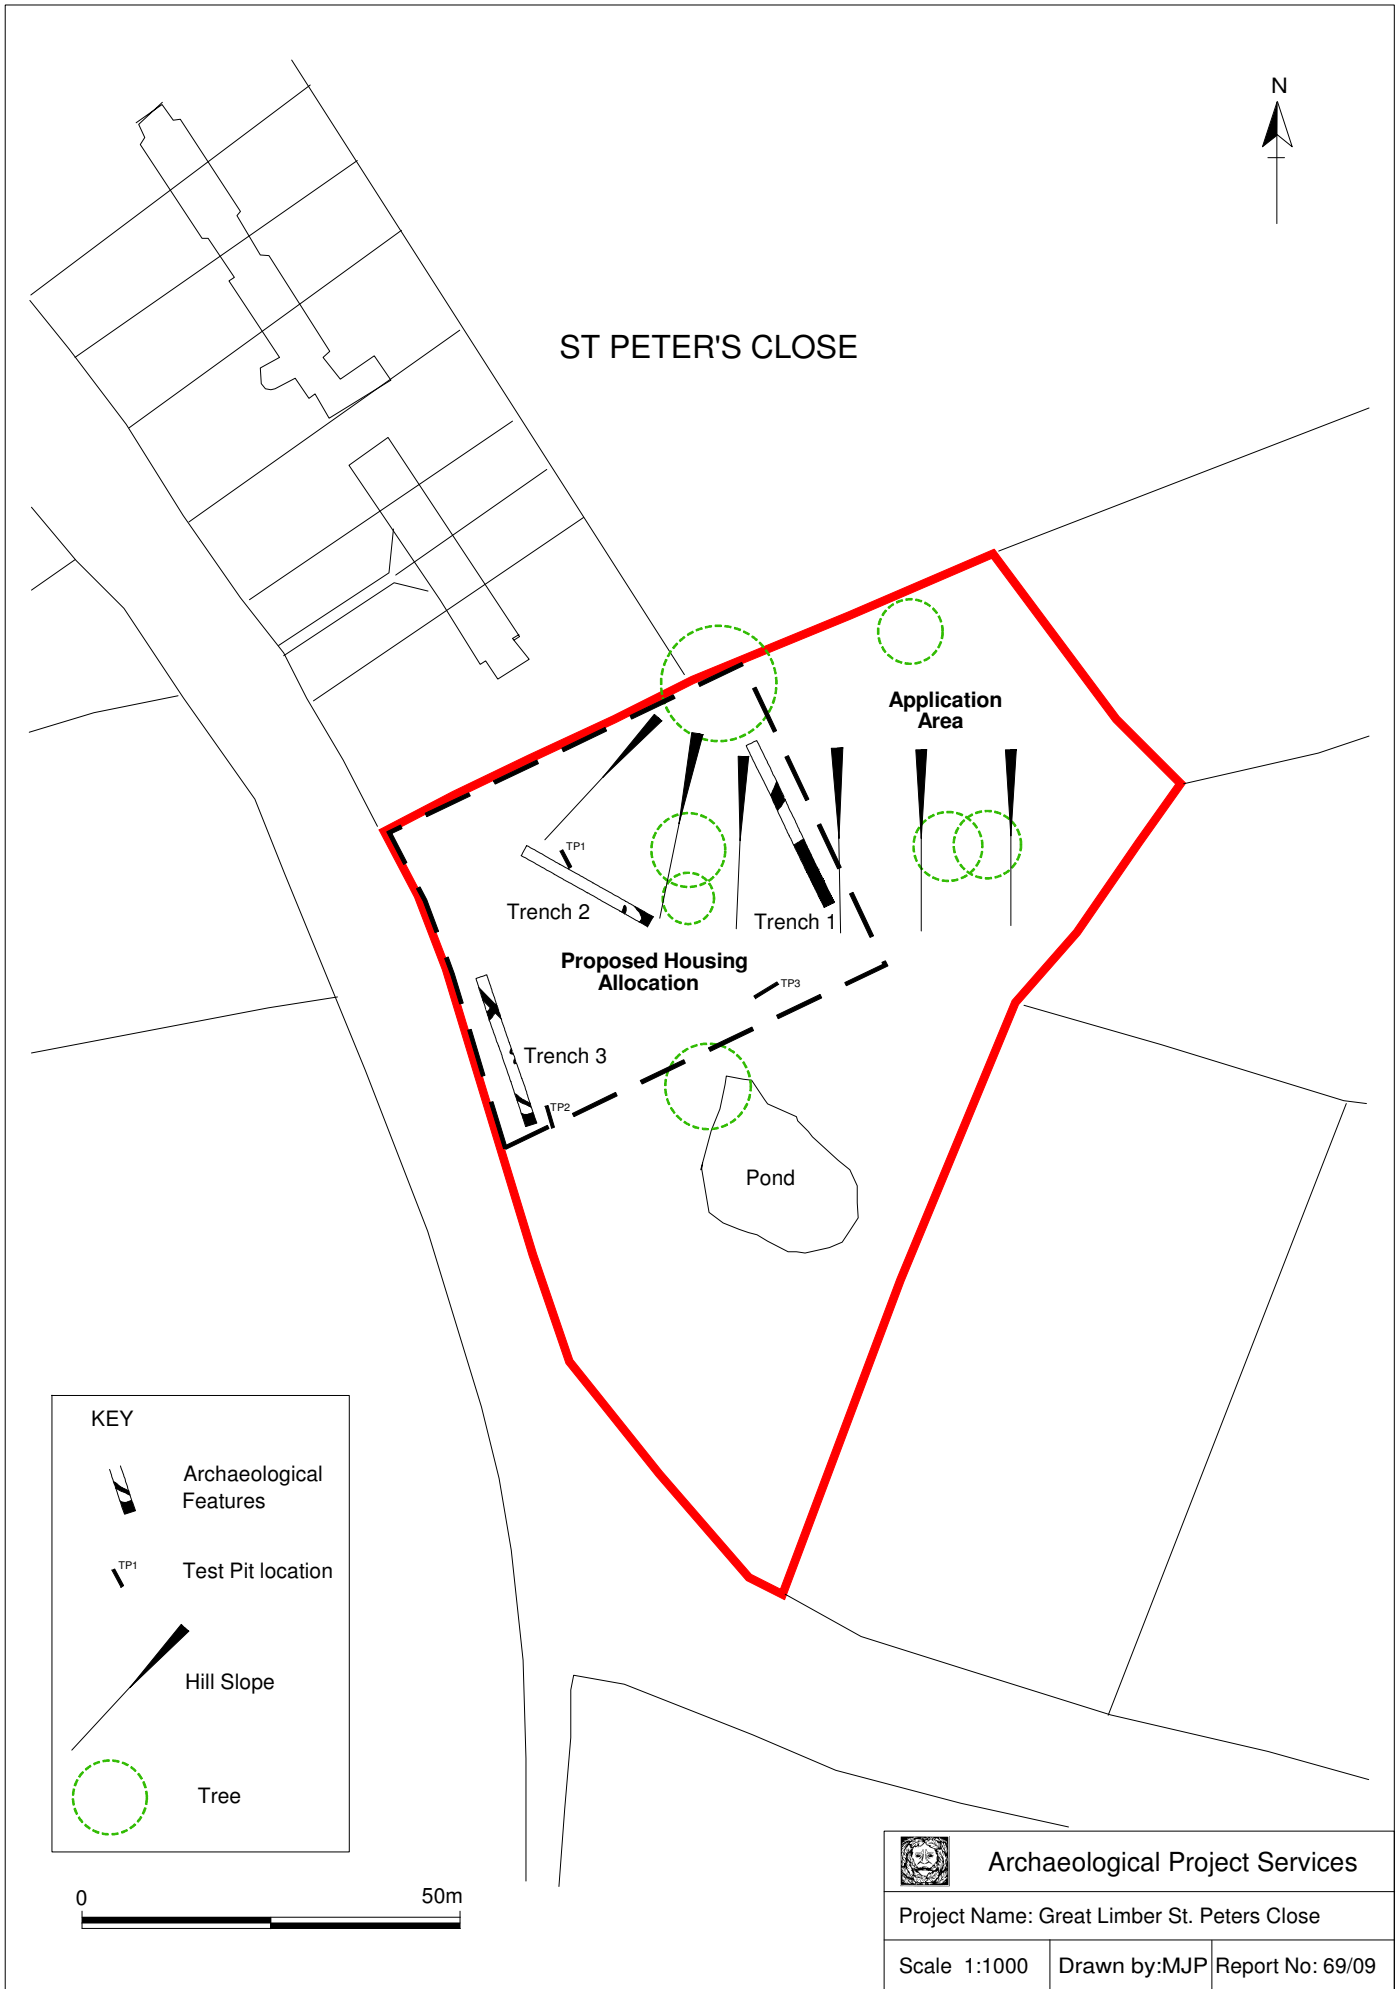 N
ST PETER'S CLOSE
Application
Area
TP1
Trench 2
Trench 1
Proposed Housing
Allocation
TP3
Trench 3
TP2
Pond
KEY
Archaeological
Features
TP1
Test Pit location
Hill Slope
Tree
0
50m
Archaeological Project Services
Project Name: Great Limber St. Peters Close
Scale 1:1000
Drawn by:MJP
Report No: 69/09